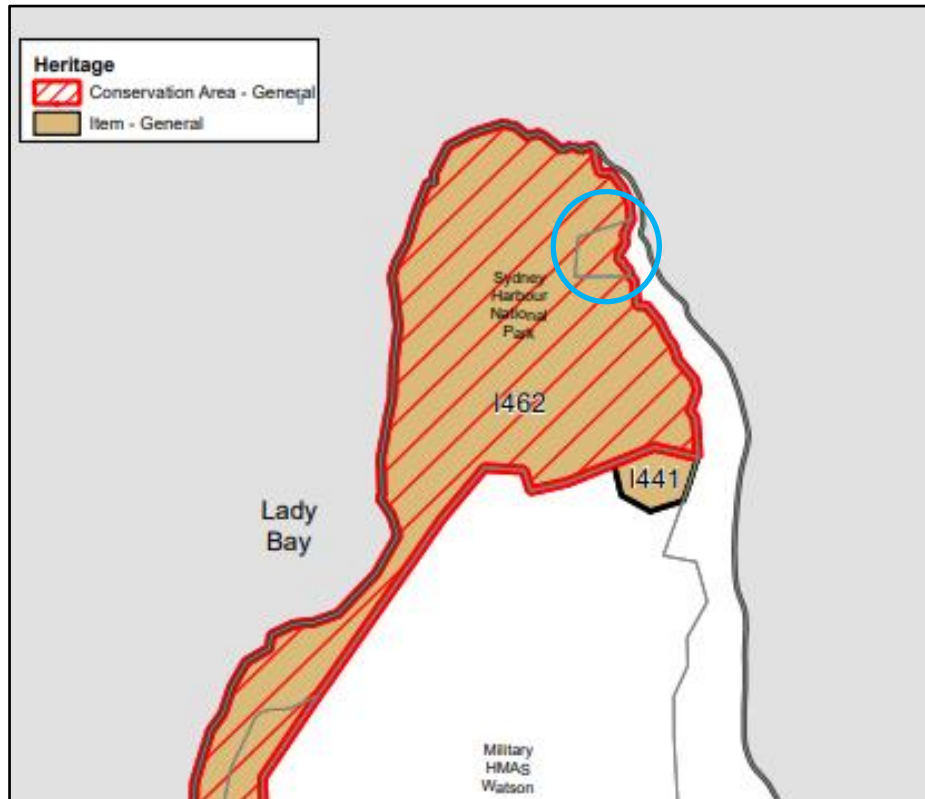 Heritage
Conservation Area - General
Item - General
Sydney
Harbour
National
Park
I462
I441
Lady
Bay
Military
HMAS
Watson